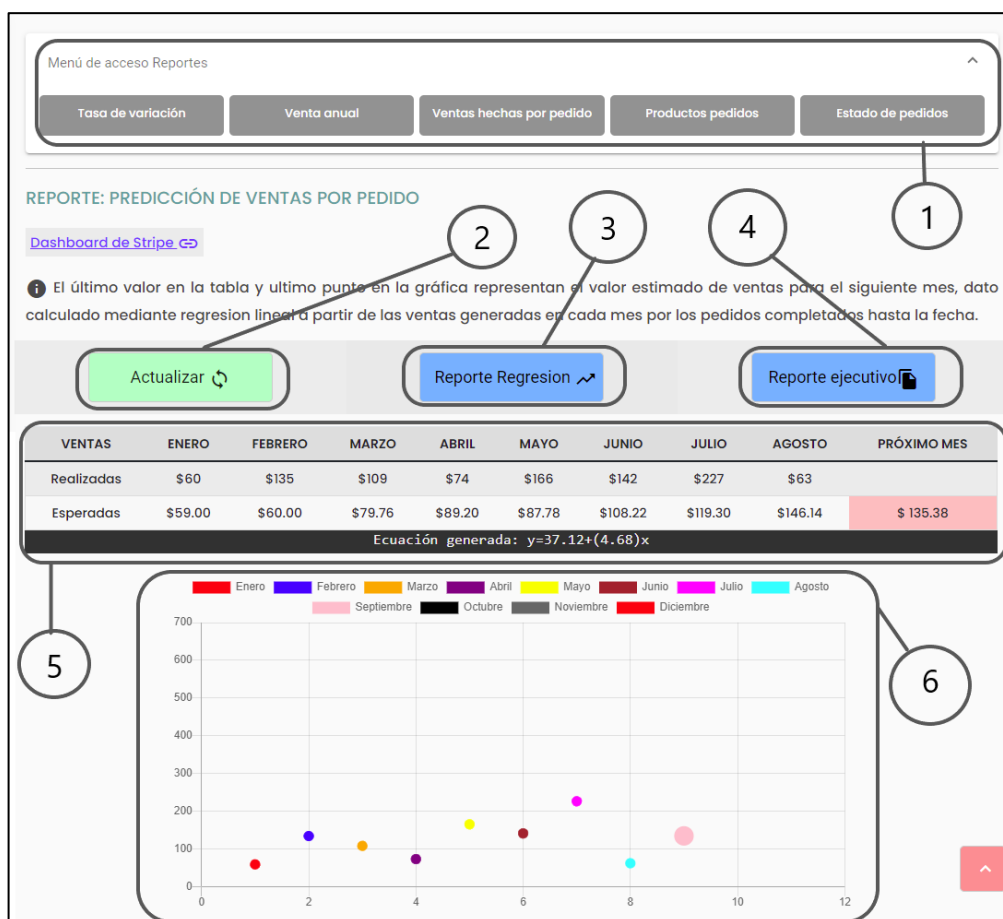 Menú de acceso Reportes
Tasa de variación Venta anual Ventas hechas por pedido Productos pedidos Estado de pedidos
1
REPORTE: PREDICCIÓN DE VENTAS POR PEDIDO
2 3 4
Dashboard de Stripe
El último valor en la tabla y ultimo punto en la gráfica representan el valor estimado de ventas para el siguiente mes, dato
calculado mediante regresion lineal a partir de las ventas generadas en cada mes por los pedidos completados hasta la fecha.
Actualizar Reporte Regresion Reporte ejecutivo
VENTAS ENERO FEBRERO MARZO ABRIL MAYO JUNIO JULIO AGOSTO PRÓXIMO MES
Realizadas $60 $135 $109 $74 $166 $142 $227 $63
Esperadas $59.00 $60.00 $79.76 $89.20 $87.78 $108.22 $119.30 $146.14 $ 135.38
Ecuación generada: y=37.12+(4.68)x
Enero Febrero Marzo Abril Mayo Junio Julio Agosto
Septiembre Octubre Noviembre Diciembre
700
600
5
6
500
400
300
200
100
0
0 2 4 6 8 10 12